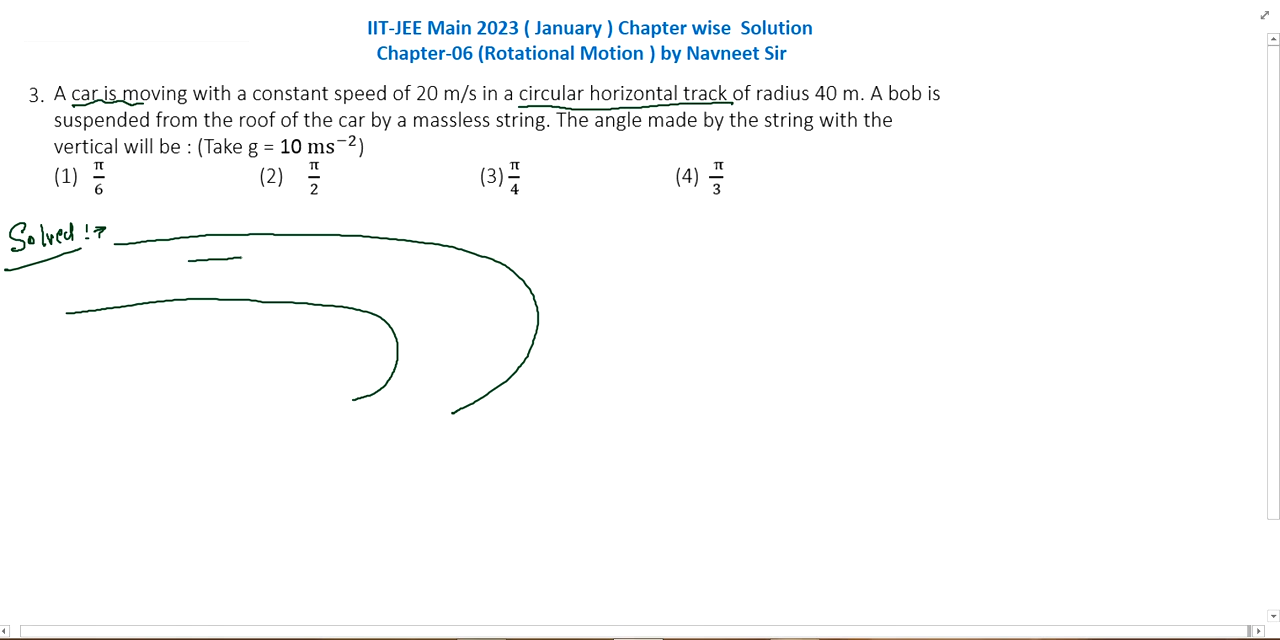 IIT-JEE Main 2023 ( January ) Chapter wise Solution
Chapter-06 (Rotational Motion ) by Navneet Sir
3. A car is moving with a constant speed of 20 m/s in a circular horizontal track of radius 40 m. A bob is
suspended from the roof of the car by a massless string. The angle made by the string with the
vertical will be : (Take g = 10 ms⁻²)
(1) π/6 (2) π/2 (3) π/4 (4) π/3
Solved !→